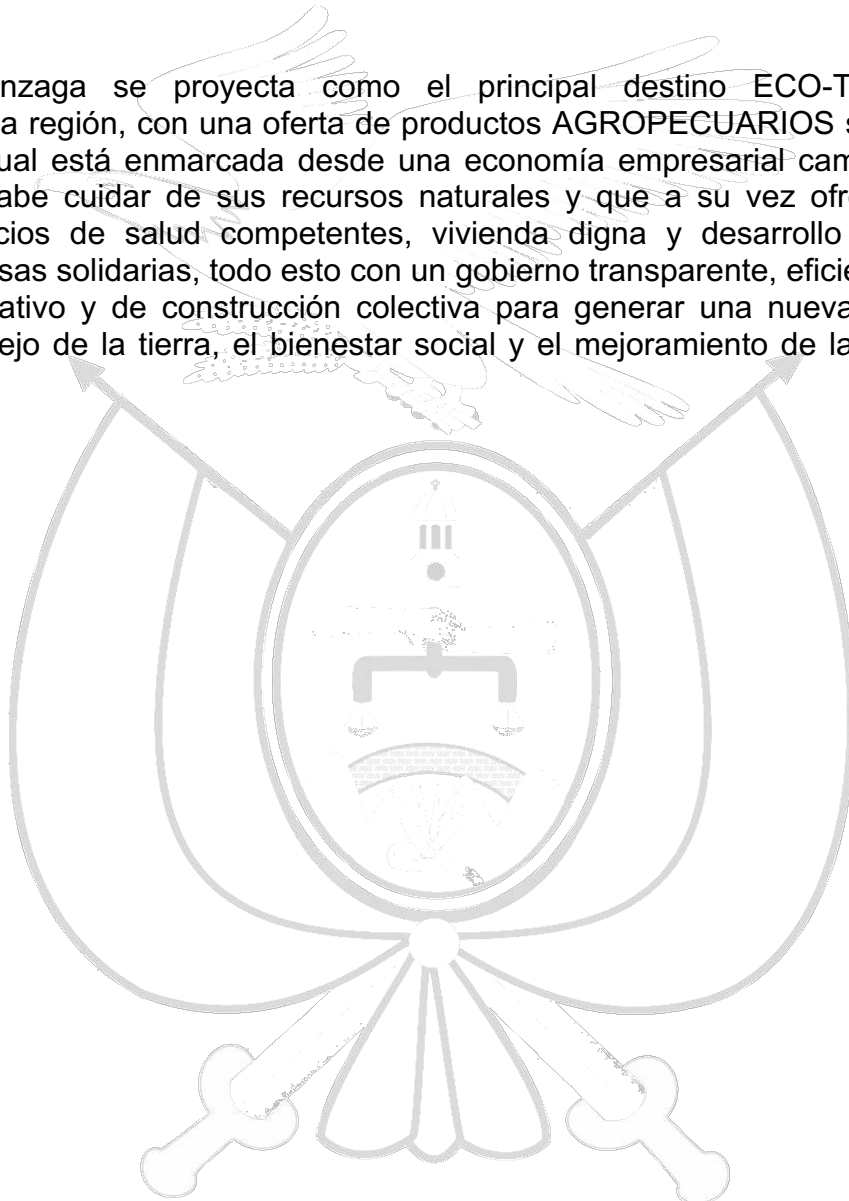 nzaga se proyecta como el principal destino ECO-T
a región, con una oferta de productos AGROPECUARIOS s
ual está enmarcada desde una economía empresarial cam
abe cuidar de sus recursos naturales y que a su vez ofre
cios de salud competentes, vivienda digna y desarrollo
sas solidarias, todo esto con un gobierno transparente, eficie
ativo y de construcción colectiva para generar una nueva
ejo de la tierra, el bienestar social y el mejoramiento de la